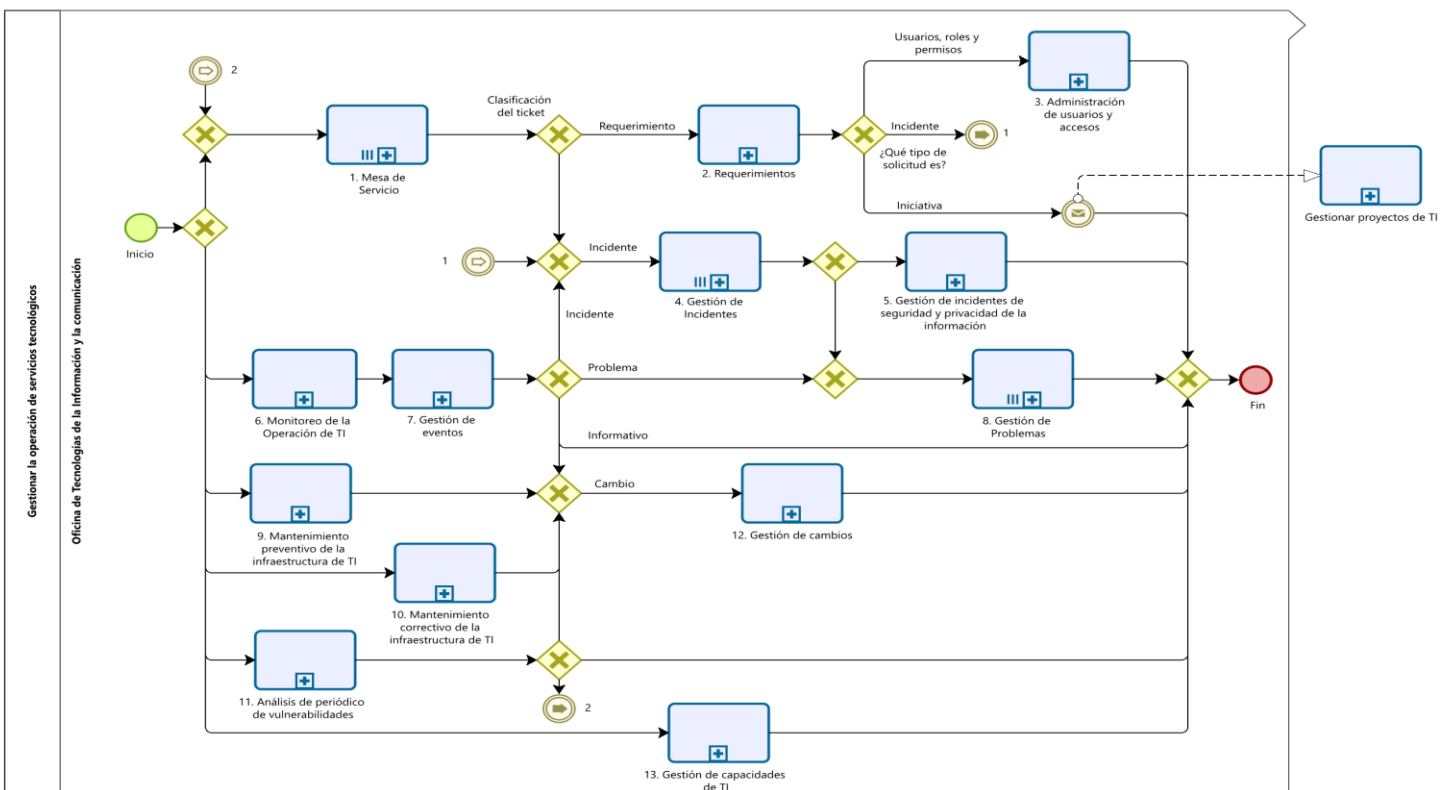 Gestionar la operación de servicios tecnológicos
Oficina de Tecnologías de la Información y la comunicación
2
Inicio
1. Mesa de
Servicio
Clasificación
del ticket
Requerimiento
2. Requerimientos
Usuarios, roles y
permisos
3. Administración
de usuarios y
accesos
Incidente
1
¿Qué tipo de
solicitud es?
Iniciativa
Gestionar proyectos de TI
1
Incidente
4. Gestión de
Incidentes
5. Gestión de incidentes de
seguridad y privacidad de la
información
Incidente
6. Monitoreo de la
Operación de TI
7. Gestión de
eventos
Problema
8. Gestión de
Problemas
Fin
Informativo
9. Mantenimiento
preventivo de la
infraestructura de TI
Cambio
12. Gestión de cambios
10. Mantenimiento
correctivo de la
infraestructura de TI
11. Análisis de periódico
de vulnerabilidades
2
13. Gestión de capacidades
de TI